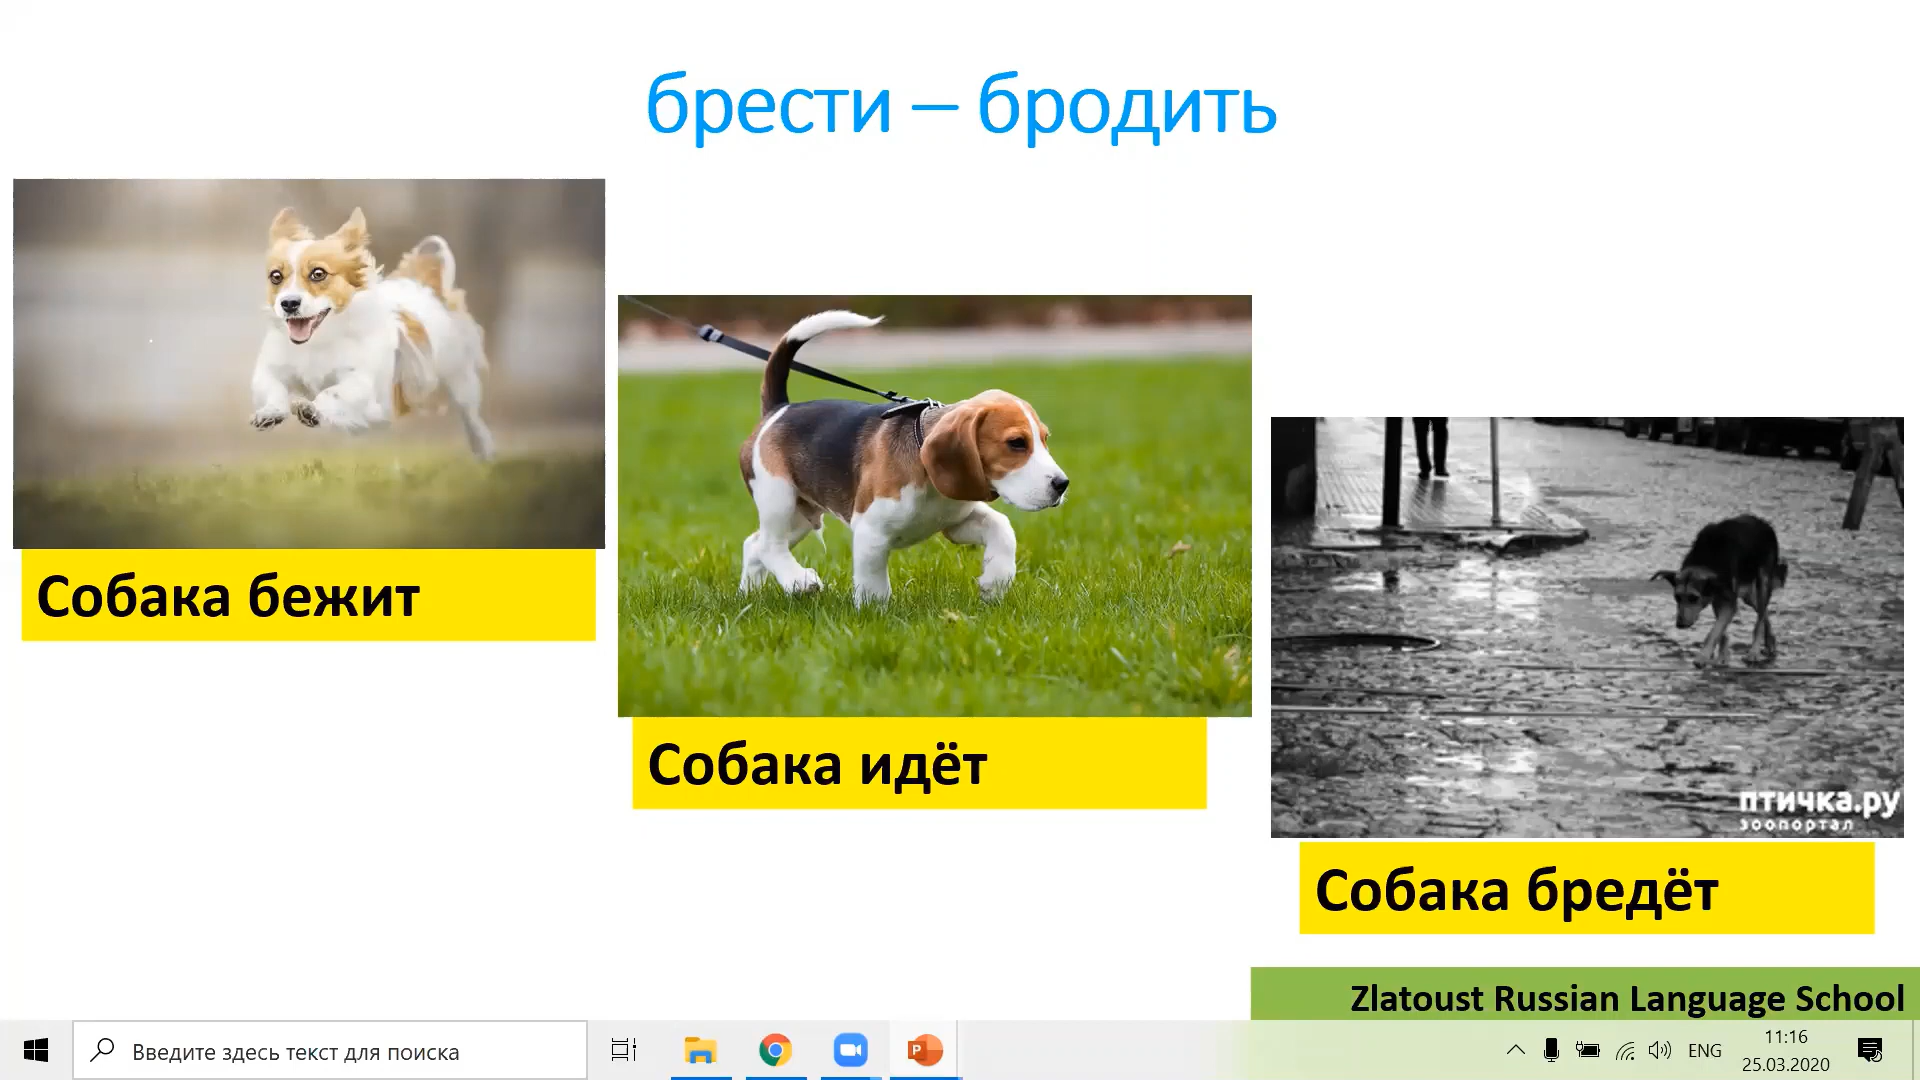 брести – бродить
Собака бежит
Собака идёт
птичка.ру
зоопортал
Собака бредёт
Zlatoust Russian Language School
Введите здесь текст для поиска
P
ENG
11:16
25.03.2020